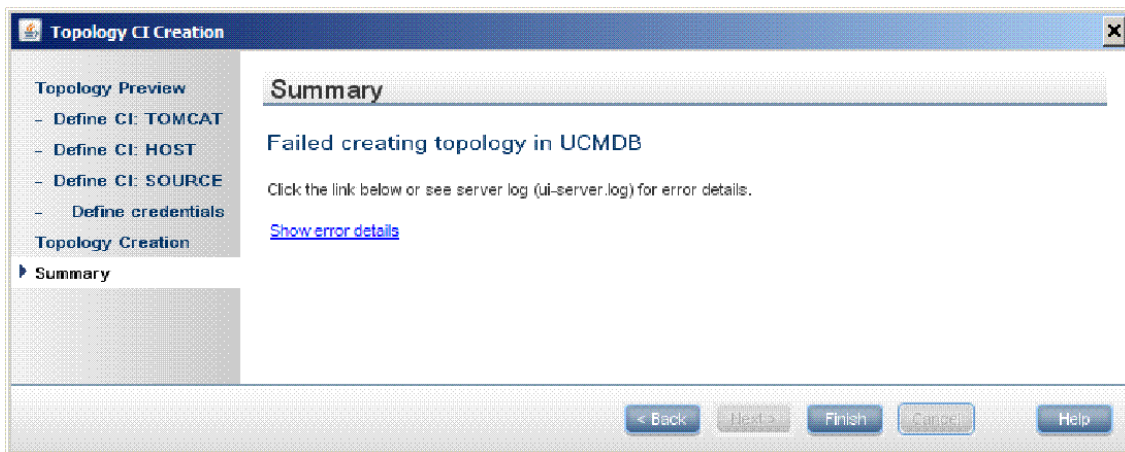 Topology CI Creation
Topology Preview
– Define CI: TOMCAT
– Define CI: HOST
– Define CI: SOURCE
– Define credentials
Topology Creation
Summary
Summary
Failed creating topology in UCMDB
Click the link below or see server log (ui-server.log) for error details.
Show error details
< Back Next > Finish Cancel Help